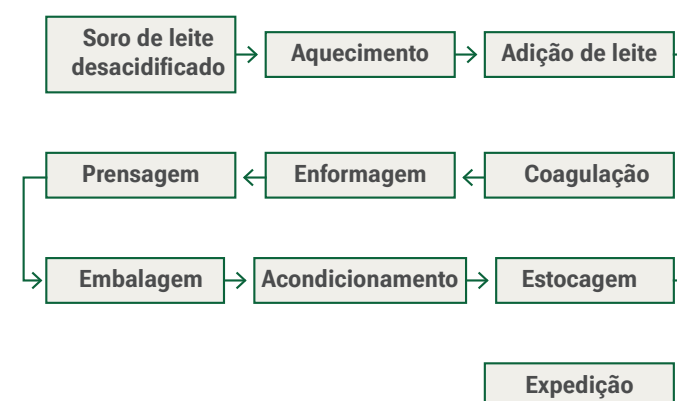 Soro de leite
desacidificado
Aquecimento
Adição de leite
Prensagem
Enformagem
Coagulação
Embalagem
Acondicionamento
Estocagem
Expedição